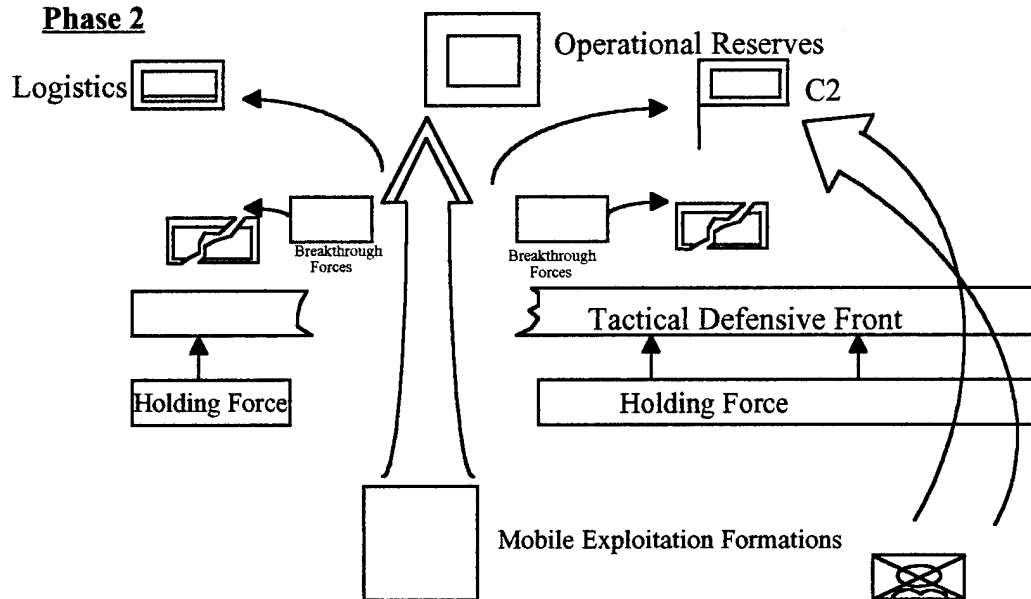 Phase 2
Operational Reserves
Logistics
C2
Breakthrough
Forces
Breakthrough
Forces
Tactical Defensive Front
Holding Force
Holding Force
Mobile Exploitation Formations